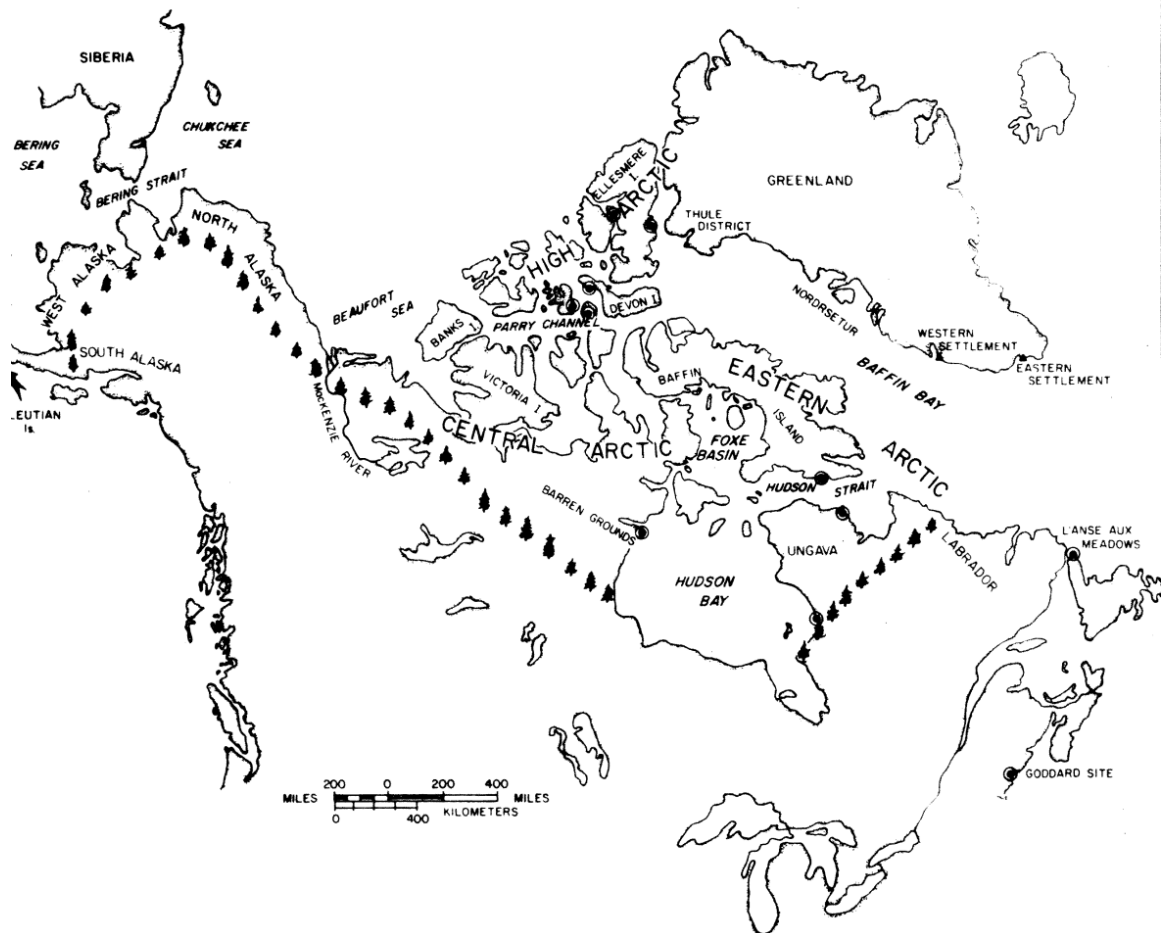 SIBERIA
CHUKCHEE
SEA
BERING
SEA
BERING STRAIT
NORTH
ALASKA
WEST ALASKA
SOUTH ALASKA
LEUTIAN
Is.
BEAUFORT
SEA
MACKENZIE
RIVER
ELLESMERE
I.
HIGH
ARCTIC
GREENLAND
THULE
DISTRICT
DEVON I.
PARRY CHANNEL
BANKS
I.
VICTORIA I.
NORDRSETUR
WESTERN
SETTLEMENT
EASTERN
SETTLEMENT
BAFFIN BAY
BAFFIN
ISLAND
EASTERN
ARCTIC
CENTRAL ARCTIC
FOXE
BASIN
HUDSON STRAIT
BARREN GROUNDS
UNGAVA
HUDSON
BAY
LABRADOR
L'ANSE AUX
MEADOWS
GODDARD SITE
200 0 200 400
MILES MILES
0 400 KILOMETERS